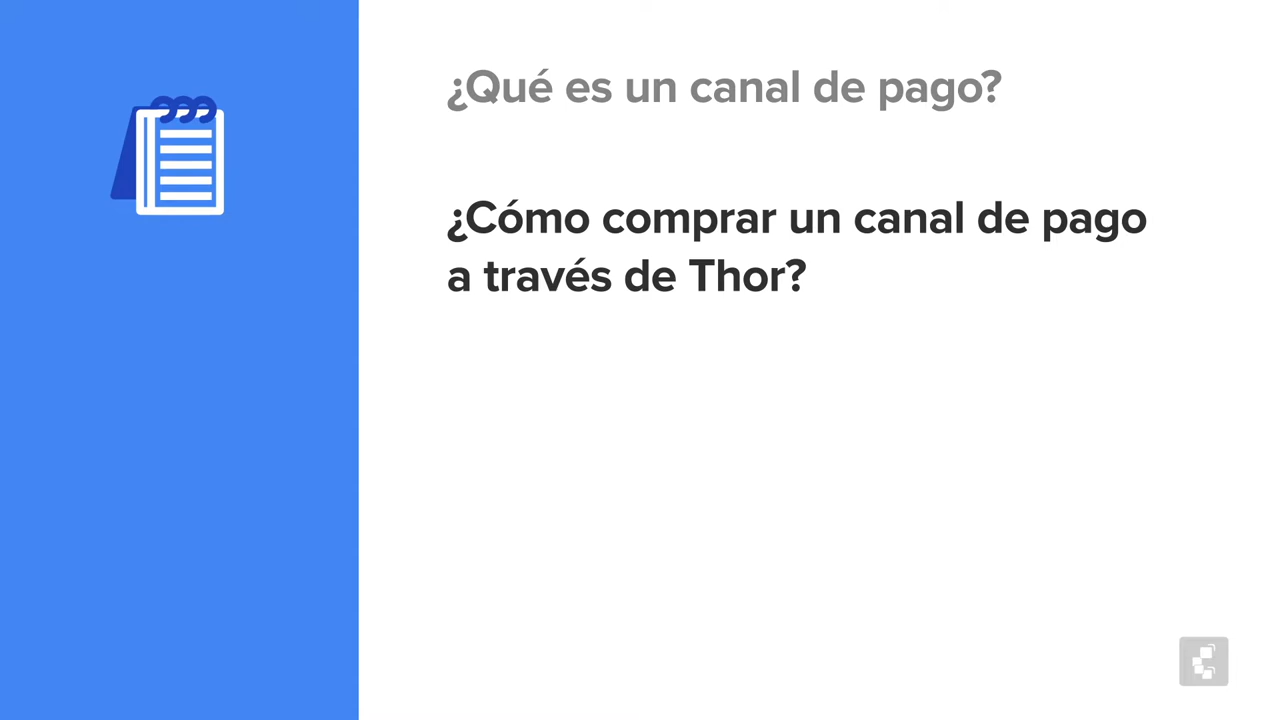 ¿Qué es un canal de pago?
¿Cómo comprar un canal de pago
a través de Thor?